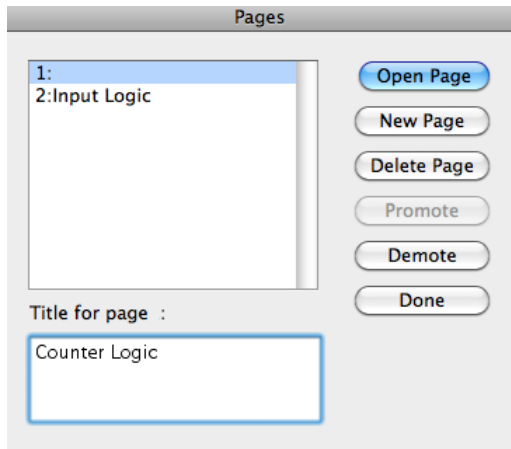 Pages
1:
2:Input Logic
Open Page
New Page
Delete Page
Promote
Demote
Done
Title for page :
Counter Logic